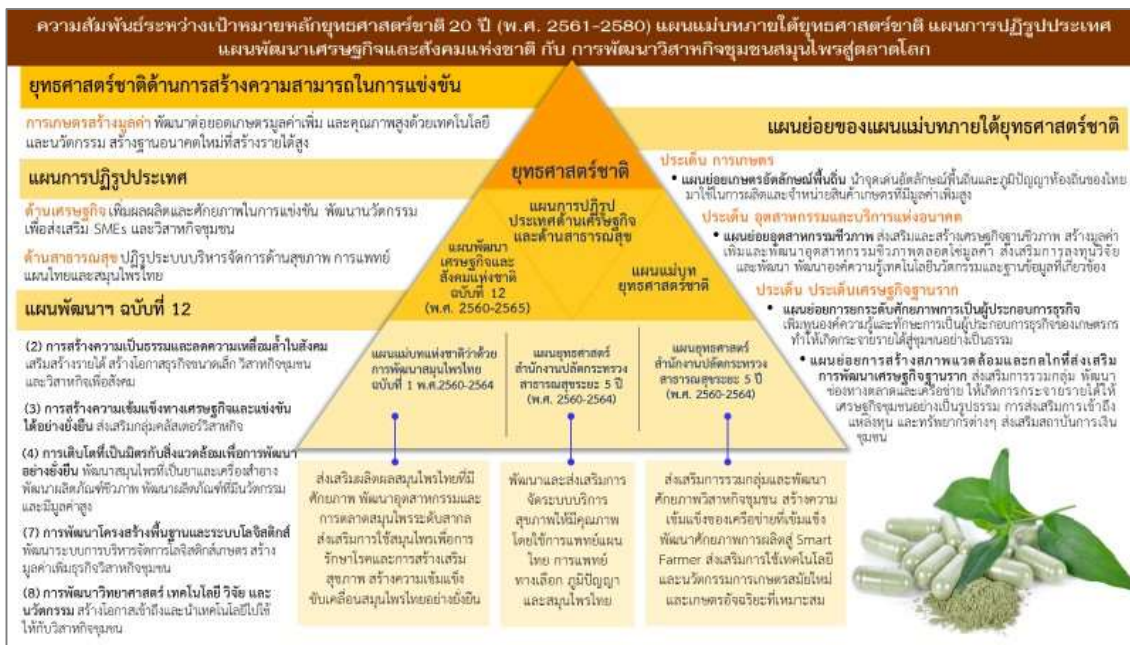 ความสัมพันธ์ระหว่างเป้าหมายหลักยุทธศาสตร์ชาติ 20 ปี (พ.ศ. 2561-2580) แผนแม่บทภายใต้ยุทธศาสตร์ชาติ แผนการปฏิรูปประเทศ
แผนพัฒนาเศรษฐกิจและสังคมแห่งชาติ กับ การพัฒนาวิสาหกิจชุมชนสมุนไพรสู่ตลาดโลก
ยุทธศาสตร์ชาติด้านการสร้างความสามารถในการแข่งขัน
การเกษตรสร้างมูลค่า พัฒนาต่อยอดเกษตรมูลค่าเพิ่ม และคุณภาพสูงด้วยเทคโนโลยี
และนวัตกรรม สร้างฐานอนาคตใหม่ที่สร้างรายได้สูง
แผนการปฏิรูปประเทศ
ด้านเศรษฐกิจ เพิ่มผลผลิตและศักยภาพในการแข่งขัน พัฒนานวัตกรรม
เพื่อส่งเสริม SMEs และวิสาหกิจชุมชน
ด้านสาธารณสุข ปฏิรูประบบบริหารจัดการด้านสุขภาพ การแพทย์
แผนไทยและสมุนไพรไทย
แผนพัฒนาฯ ฉบับที่ 12
(2) การสร้างความเป็นธรรมและลดความเหลื่อมล้ำในสังคม
เสริมสร้างรายได้ สร้างโอกาสธุรกิจขนาดเล็ก วิสาหกิจชุมชน
และวิสาหกิจเพื่อสังคม
(3) การสร้างความเข้มแข็งทางเศรษฐกิจและแข่งขัน
ได้อย่างยั่งยืน ส่งเสริมกลุ่มคลัสเตอร์วิสาหกิจ
(4) การเติบโตที่เป็นมิตรกับสิ่งแวดล้อมเพื่อการพัฒนา
อย่างยั่งยืน พัฒนาสมุนไพรที่เป็นยาและเครื่องสำอาง
พัฒนาผลิตภัณฑ์ชีวภาพ พัฒนาผลิตภัณฑ์ที่มีนวัตกรรม
และมีมูลค่าสูง
(7) การพัฒนาโครงสร้างพื้นฐานและระบบโลจิสติกส์
พัฒนาระบบการบริหารจัดการโลจิสติกส์เกษตร สร้าง
มูลค่าเพิ่มธุรกิจวิสาหกิจชุมชน
(8) การพัฒนาวิทยาศาสตร์ เทคโนโลยี วิจัย และ
นวัตกรรม สร้างโอกาสเข้าถึงและนำเทคโนโลยีไปใช้
ให้กับวิสาหกิจชุมชน
ยุทธศาสตร์ชาติ
แผนการปฏิรูป
ประเทศด้านเศรษฐกิจ
และด้านสาธารณสุข
แผนพัฒนา
เศรษฐกิจและ
สังคมแห่งชาติ
ฉบับที่ 12
(พ.ศ. 2560-2565)
แผนแม่บท
ยุทธศาสตร์ชาติ
แผนแม่บทแห่งชาติว่าด้วย
การพัฒนาสมุนไพรไทย
ฉบับที่ 1 พ.ศ.2560-2564
แผนยุทธศาสตร์
สำนักงานปลัดกระทรวง
สาธารณสุขระยะ 5 ปี
(พ.ศ. 2560-2564)
แผนยุทธศาสตร์
สำนักงานปลัดกระทรวง
สาธารณสุขระยะ 5 ปี
(พ.ศ. 2560-2564)
ส่งเสริมผลิตผลสมุนไพรไทยที่มี
ศักยภาพ พัฒนาอุตสาหกรรมและ
การตลาดสมุนไพรระดับสากล
ส่งเสริมการใช้สมุนไพรเพื่อการ
รักษาโรคและการสร้างเสริม
สุขภาพ สร้างความเข้มแข็ง
ขับเคลื่อนสมุนไพรไทยอย่างยั่งยืน
พัฒนาและส่งเสริมการ
จัดระบบบริการ
สุขภาพให้มีคุณภาพ
โดยใช้การแพทย์แผน
ไทย การแพทย์
ทางเลือก ภูมิปัญญา
และสมุนไพรไทย
ส่งเสริมการรวมกลุ่มและพัฒนา
ศักยภาพวิสาหกิจชุมชน สร้างความ
เข้มแข็งของเครือข่ายที่เข้มแข็ง
พัฒนาศักยภาพการผลิตสู่ Smart
Farmer ส่งเสริมการใช้เทคโนโลยี
และนวัตกรรมการเกษตรสมัยใหม่
และเกษตรอัจฉริยะที่เหมาะสม
แผนย่อยของแผนแม่บทภายใต้ยุทธศาสตร์ชาติ
ประเด็น การเกษตร
• แผนย่อยเกษตรอัตลักษณ์พื้นถิ่น นำจุดเด่นอัตลักษณ์พื้นถิ่นและภูมิปัญญาท้องถิ่นของไทย
มาใช้ในการผลิตและจำหน่ายสินค้าเกษตรที่มีมูลค่าเพิ่มสูง
ประเด็น อุตสาหกรรมและบริการแห่งอนาคต
• แผนย่อยอุตสาหกรรมชีวภาพ ส่งเสริมและสร้างเศรษฐกิจฐานชีวภาพ สร้างมูลค่า
เพิ่มและพัฒนาอุตสาหกรรมชีวภาพตลอดโซ่มูลค่า ส่งเสริมการลงทุนวิจัย
และพัฒนา พัฒนาองค์ความรู้เทคโนโลยีนวัตกรรมและฐานข้อมูลที่เกี่ยวข้อง
ประเด็น ประเด็นเศรษฐกิจฐานราก
• แผนย่อยการยกระดับศักยภาพการเป็นผู้ประกอบการธุรกิจ
เพิ่มพูนองค์ความรู้และทักษะการเป็นผู้ประกอบการธุรกิจของเกษตรกร
ทำให้เกิดกระจายรายได้สู่ชุมชนอย่างเป็นธรรม
• แผนย่อยการสร้างสภาพแวดล้อมและกลไกที่ส่งเสริม
การพัฒนาเศรษฐกิจฐานราก ส่งเสริมการรวมกลุ่ม พัฒนา
ช่องทางตลาดและเครือข่าย ให้เกิดการกระจายรายได้ให้
เศรษฐกิจชุมชนอย่างเป็นรูปธรรม การส่งเสริมการเข้าถึง
แหล่งทุน และทรัพยากรต่างๆ ส่งเสริมสถาบันการเงิน
ชุมชน